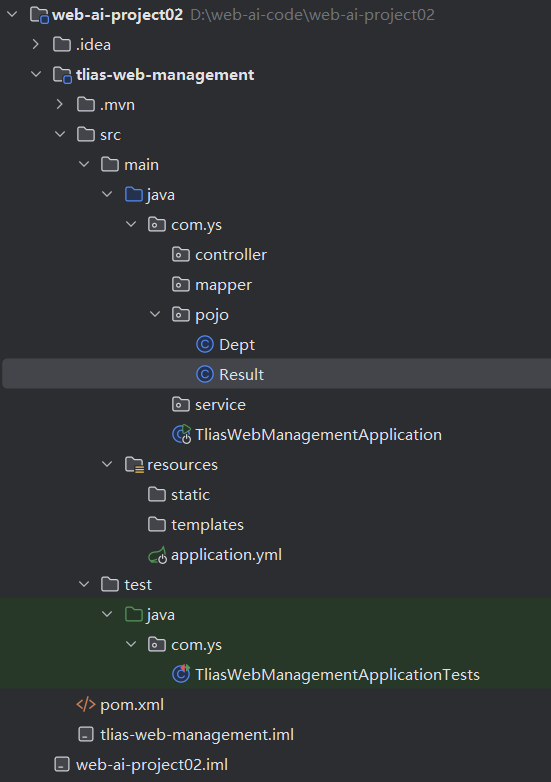 web-ai-project02 D:\web-ai-code\web-ai-project02
.idea
tlias-web-management
.mvn
src
main
java
com.ys
controller
mapper
pojo
Dept
Result
service
TliasWebManagementApplication
resources
static
templates
application.yml
test
java
com.ys
TliasWebManagementApplicationTests
pom.xml
tlias-web-management.iml
web-ai-project02.iml